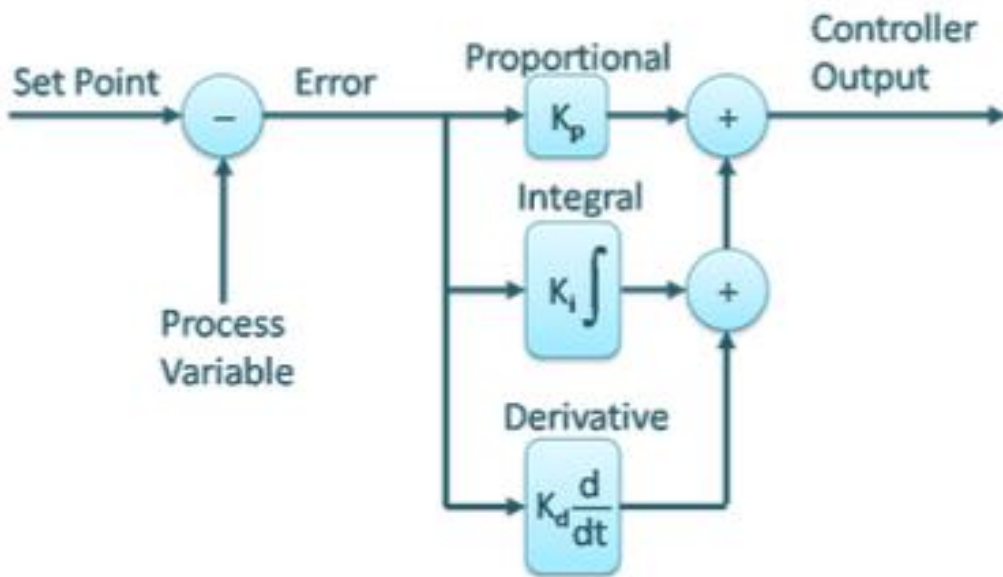 Set Point
−
Error
Proportional
Kp
+
Controller
Output
Integral
Ki ∫
+
Process
Variable
Derivative
Kd d/dt